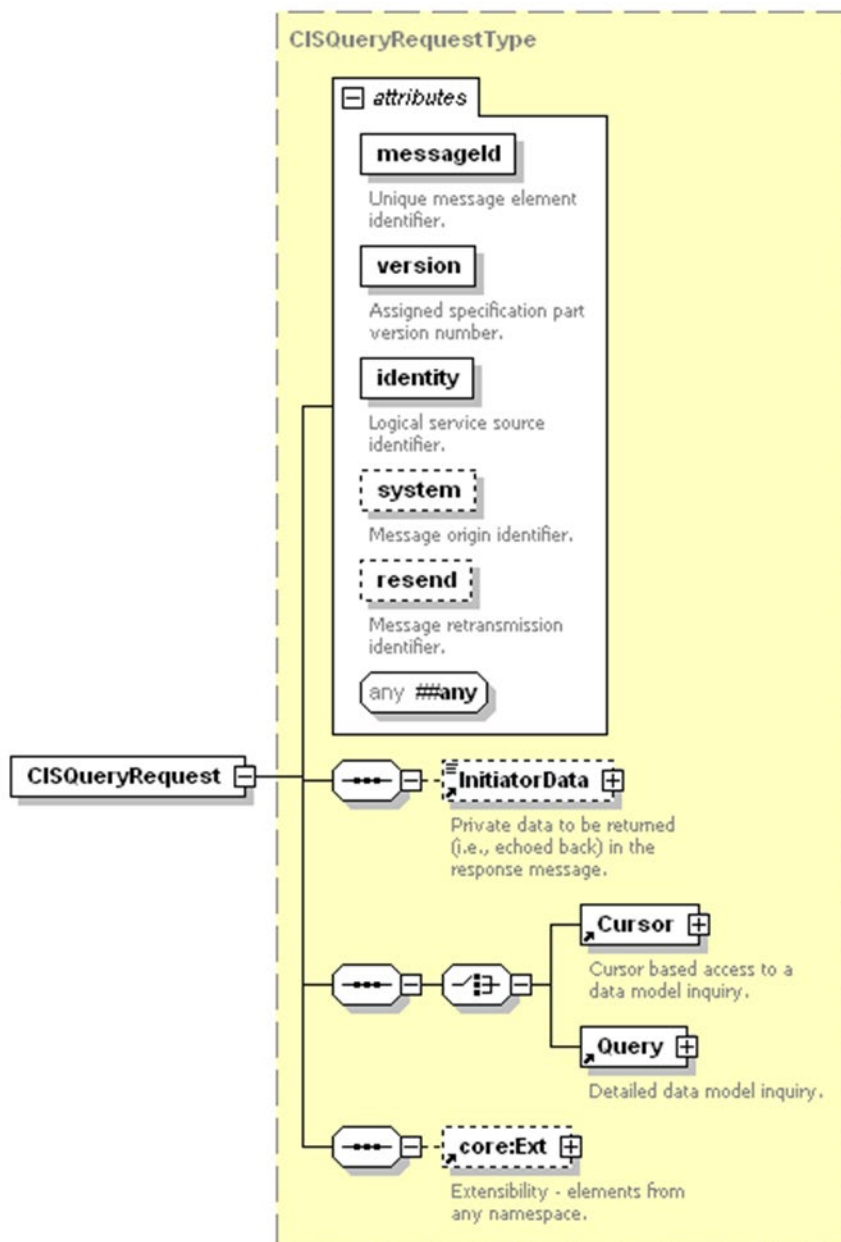 CISQueryRequestType
attributes
messageId
Unique message element
identifier.
version
Assigned specification part
version number.
identity
Logical service source
identifier.
system
Message origin identifier.
resend
Message retransmission
identifier.
any ##any
CISQueryRequest
InitiatorData
Private data to be returned
(i.e., echoed back) in the
response message.
Cursor
Cursor based access to a
data model inquiry.
Query
Detailed data model inquiry.
core:Ext
Extensibility - elements from
any namespace.